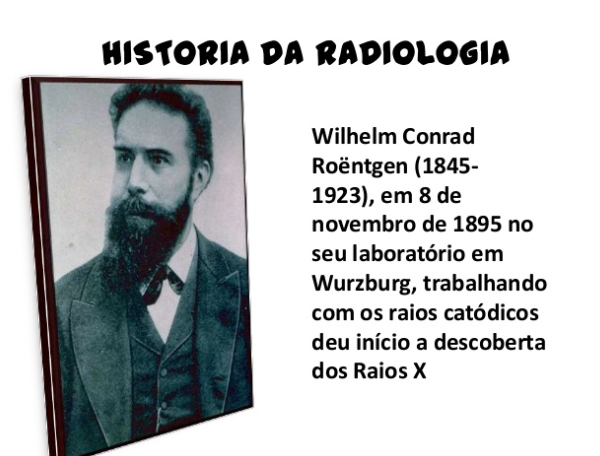 HISTORIA DA RADIOLOGIA
Wilhelm Conrad
Roëntgen (1845-
1923), em 8 de
novembro de 1895 no
seu laboratório em
Wurzburg, trabalhando
com os raios catódicos
deu início a descoberta
dos Raios X